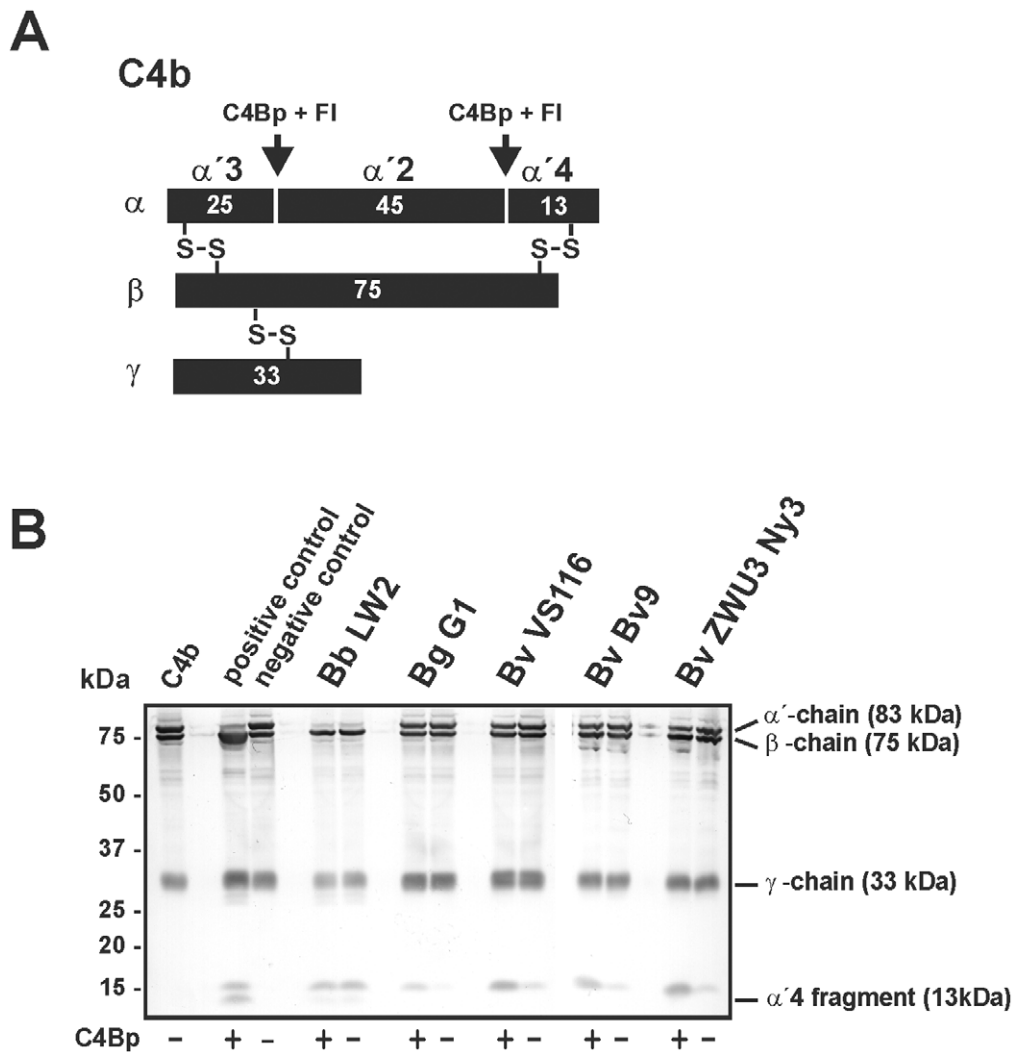 A
C4b
C4Bp + FI C4Bp + FI
α´3 α´2 α´4
α 25 45 13
S-S S-S
β 75
S-S
γ 33
B
C4b positive control negative control Bb LW2 Bg G1 Bv VS116 Bv Bv9 Bv ZWU3 Ny3
kDa
α´-chain (83 kDa)
75 - β -chain (75 kDa)
50 -
37 -
γ -chain (33 kDa)
25 -
20 -
15 -
α´4 fragment (13kDa)
C4Bp - + - + - + - + - + - + -